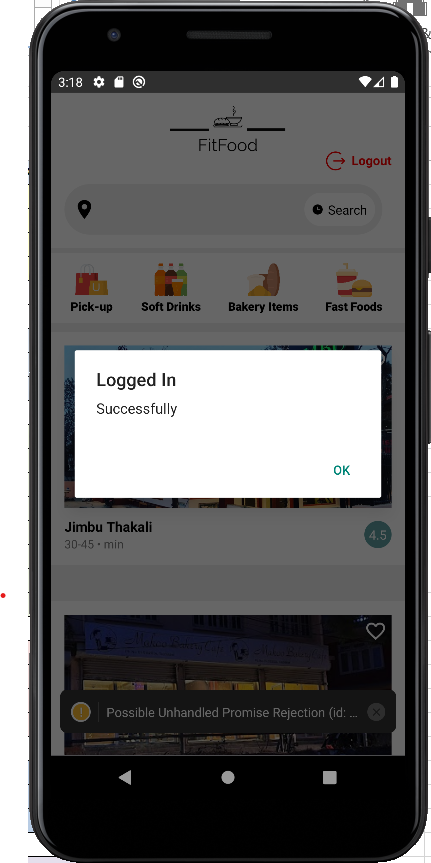 3:18
FitFood
Logout
Search
Pick-up
Soft Drinks
Bakery Items
Fast Foods
Logged In
Successfully
OK
Jimbu Thakali
30-45 • min
4.5
Possible Unhandled Promise Rejection (id: ...